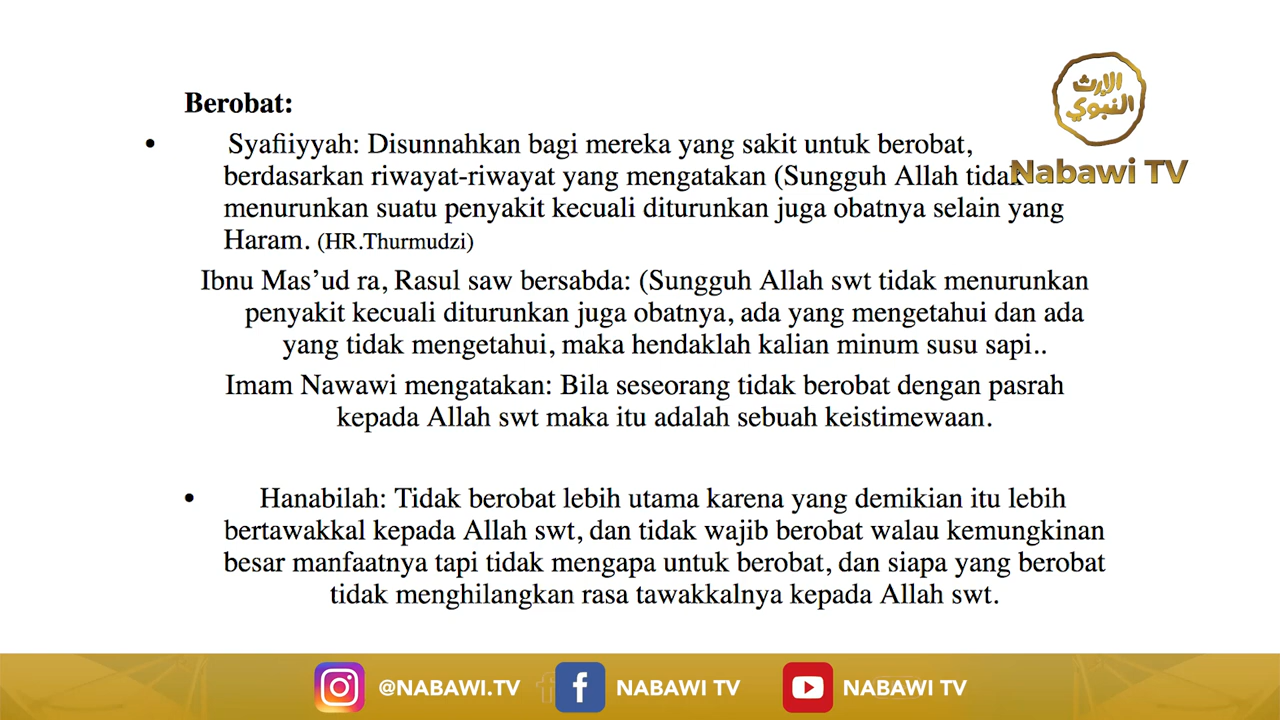 Berobat:
• Syafiiyyah: Disunnahkan bagi mereka yang sakit untuk berobat,
berdasarkan riwayat-riwayat yang mengatakan (Sungguh Allah tidak
menurunkan suatu penyakit kecuali diturunkan juga obatnya selain yang
Haram. (HR.Thurmudzi)
Ibnu Mas’ud ra, Rasul saw bersabda: (Sungguh Allah swt tidak menurunkan
penyakit kecuali diturunkan juga obatnya, ada yang mengetahui dan ada
yang tidak mengetahui, maka hendaklah kalian minum susu sapi..
Imam Nawawi mengatakan: Bila seseorang tidak berobat dengan pasrah
kepada Allah swt maka itu adalah sebuah keistimewaan.
• Hanabilah: Tidak berobat lebih utama karena yang demikian itu lebih
bertawakkal kepada Allah swt, dan tidak wajib berobat walau kemungkinan
besar manfaatnya tapi tidak mengapa untuk berobat, dan siapa yang berobat
tidak menghilangkan rasa tawakkalnya kepada Allah swt.
الإرث
النبوي
Nabawi TV
@NABAWI.TV
NABAWI TV
NABAWI TV